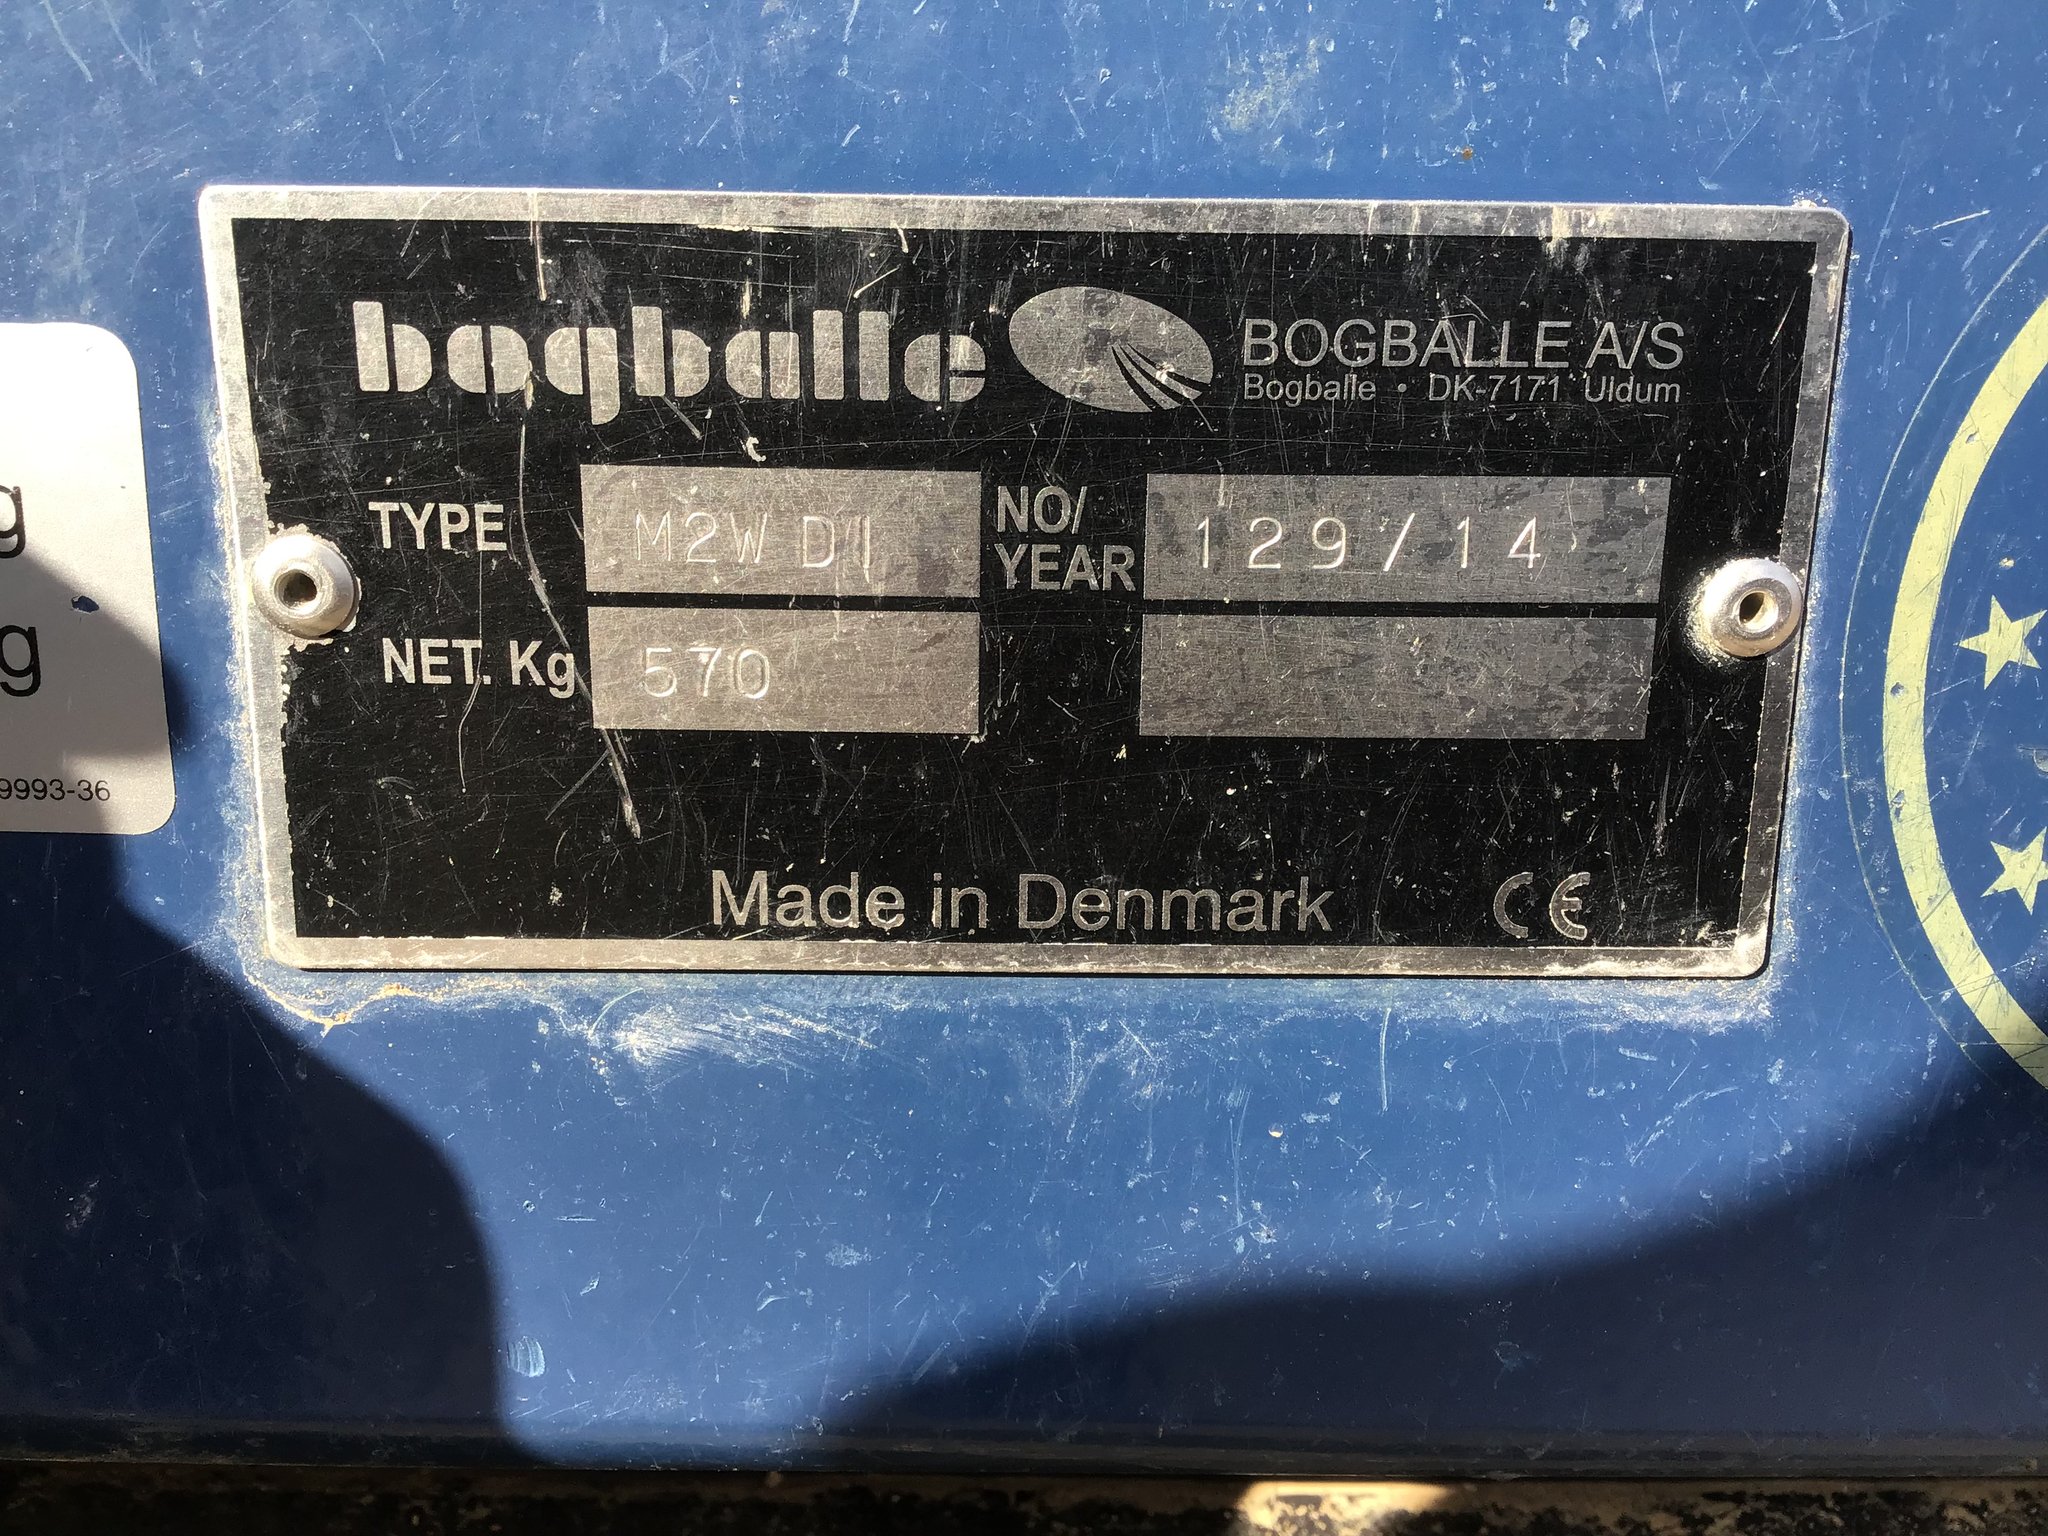 bogballe
BOGBALLE A/S
Bogballe • DK-7171 Uldum
TYPE M2W D1 NO/
YEAR 129/14
NET. Kg 570
Made in Denmark CE
g
g
9993-36